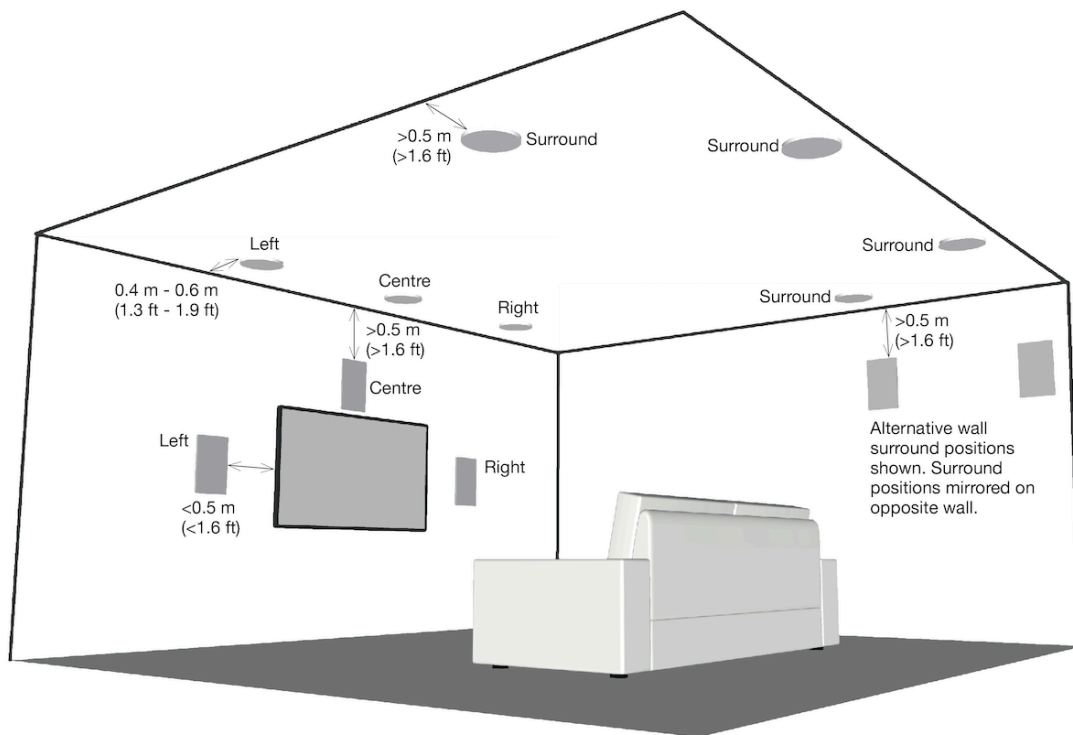 >0.5 m
(>1.6 ft)
Surround
Surround
Left
Surround
0.4 m - 0.6 m
(1.3 ft - 1.9 ft)
Centre
Right
Surround
>0.5 m
(>1.6 ft)
>0.5 m
(>1.6 ft)
Centre
Left
Right
<0.5 m
(<1.6 ft)
Alternative wall
surround positions
shown. Surround
positions mirrored on
opposite wall.